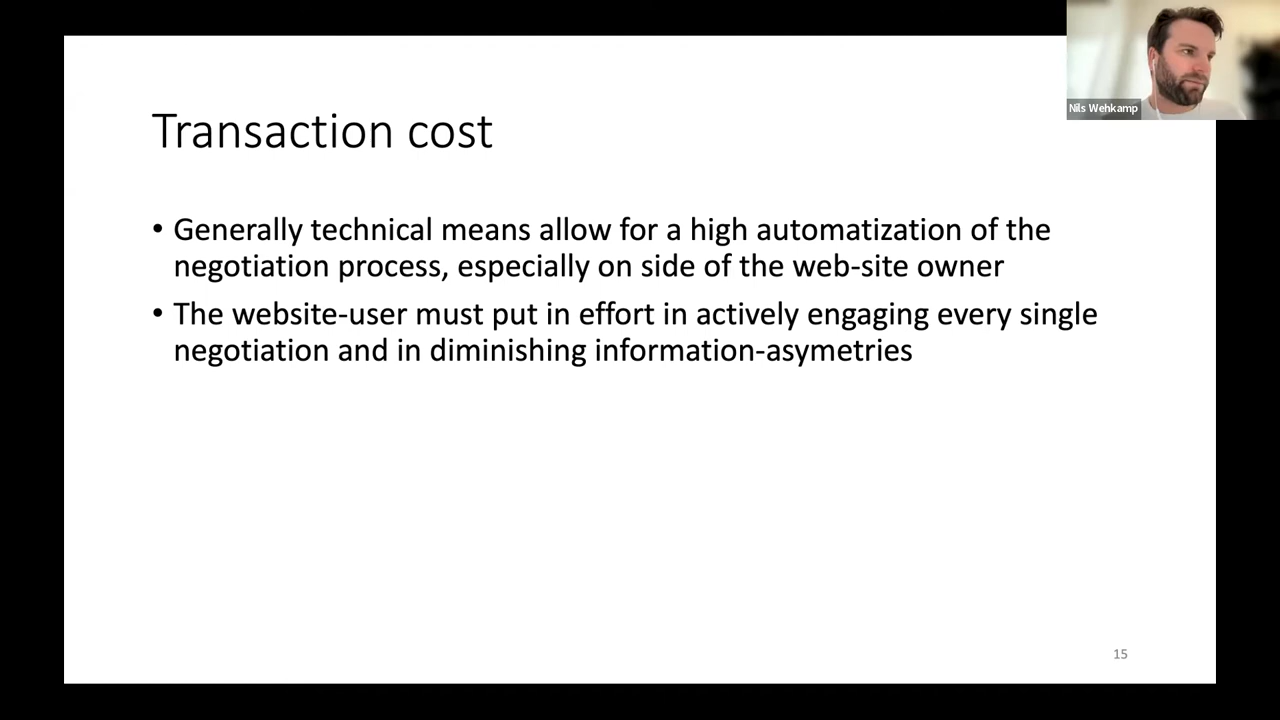 Nils Wehkamp
Transaction cost
• Generally technical means allow for a high automatization of the
negotiation process, especially on side of the web-site owner
• The website-user must put in effort in actively engaging every single
negotiation and in diminishing information-asymetries
15